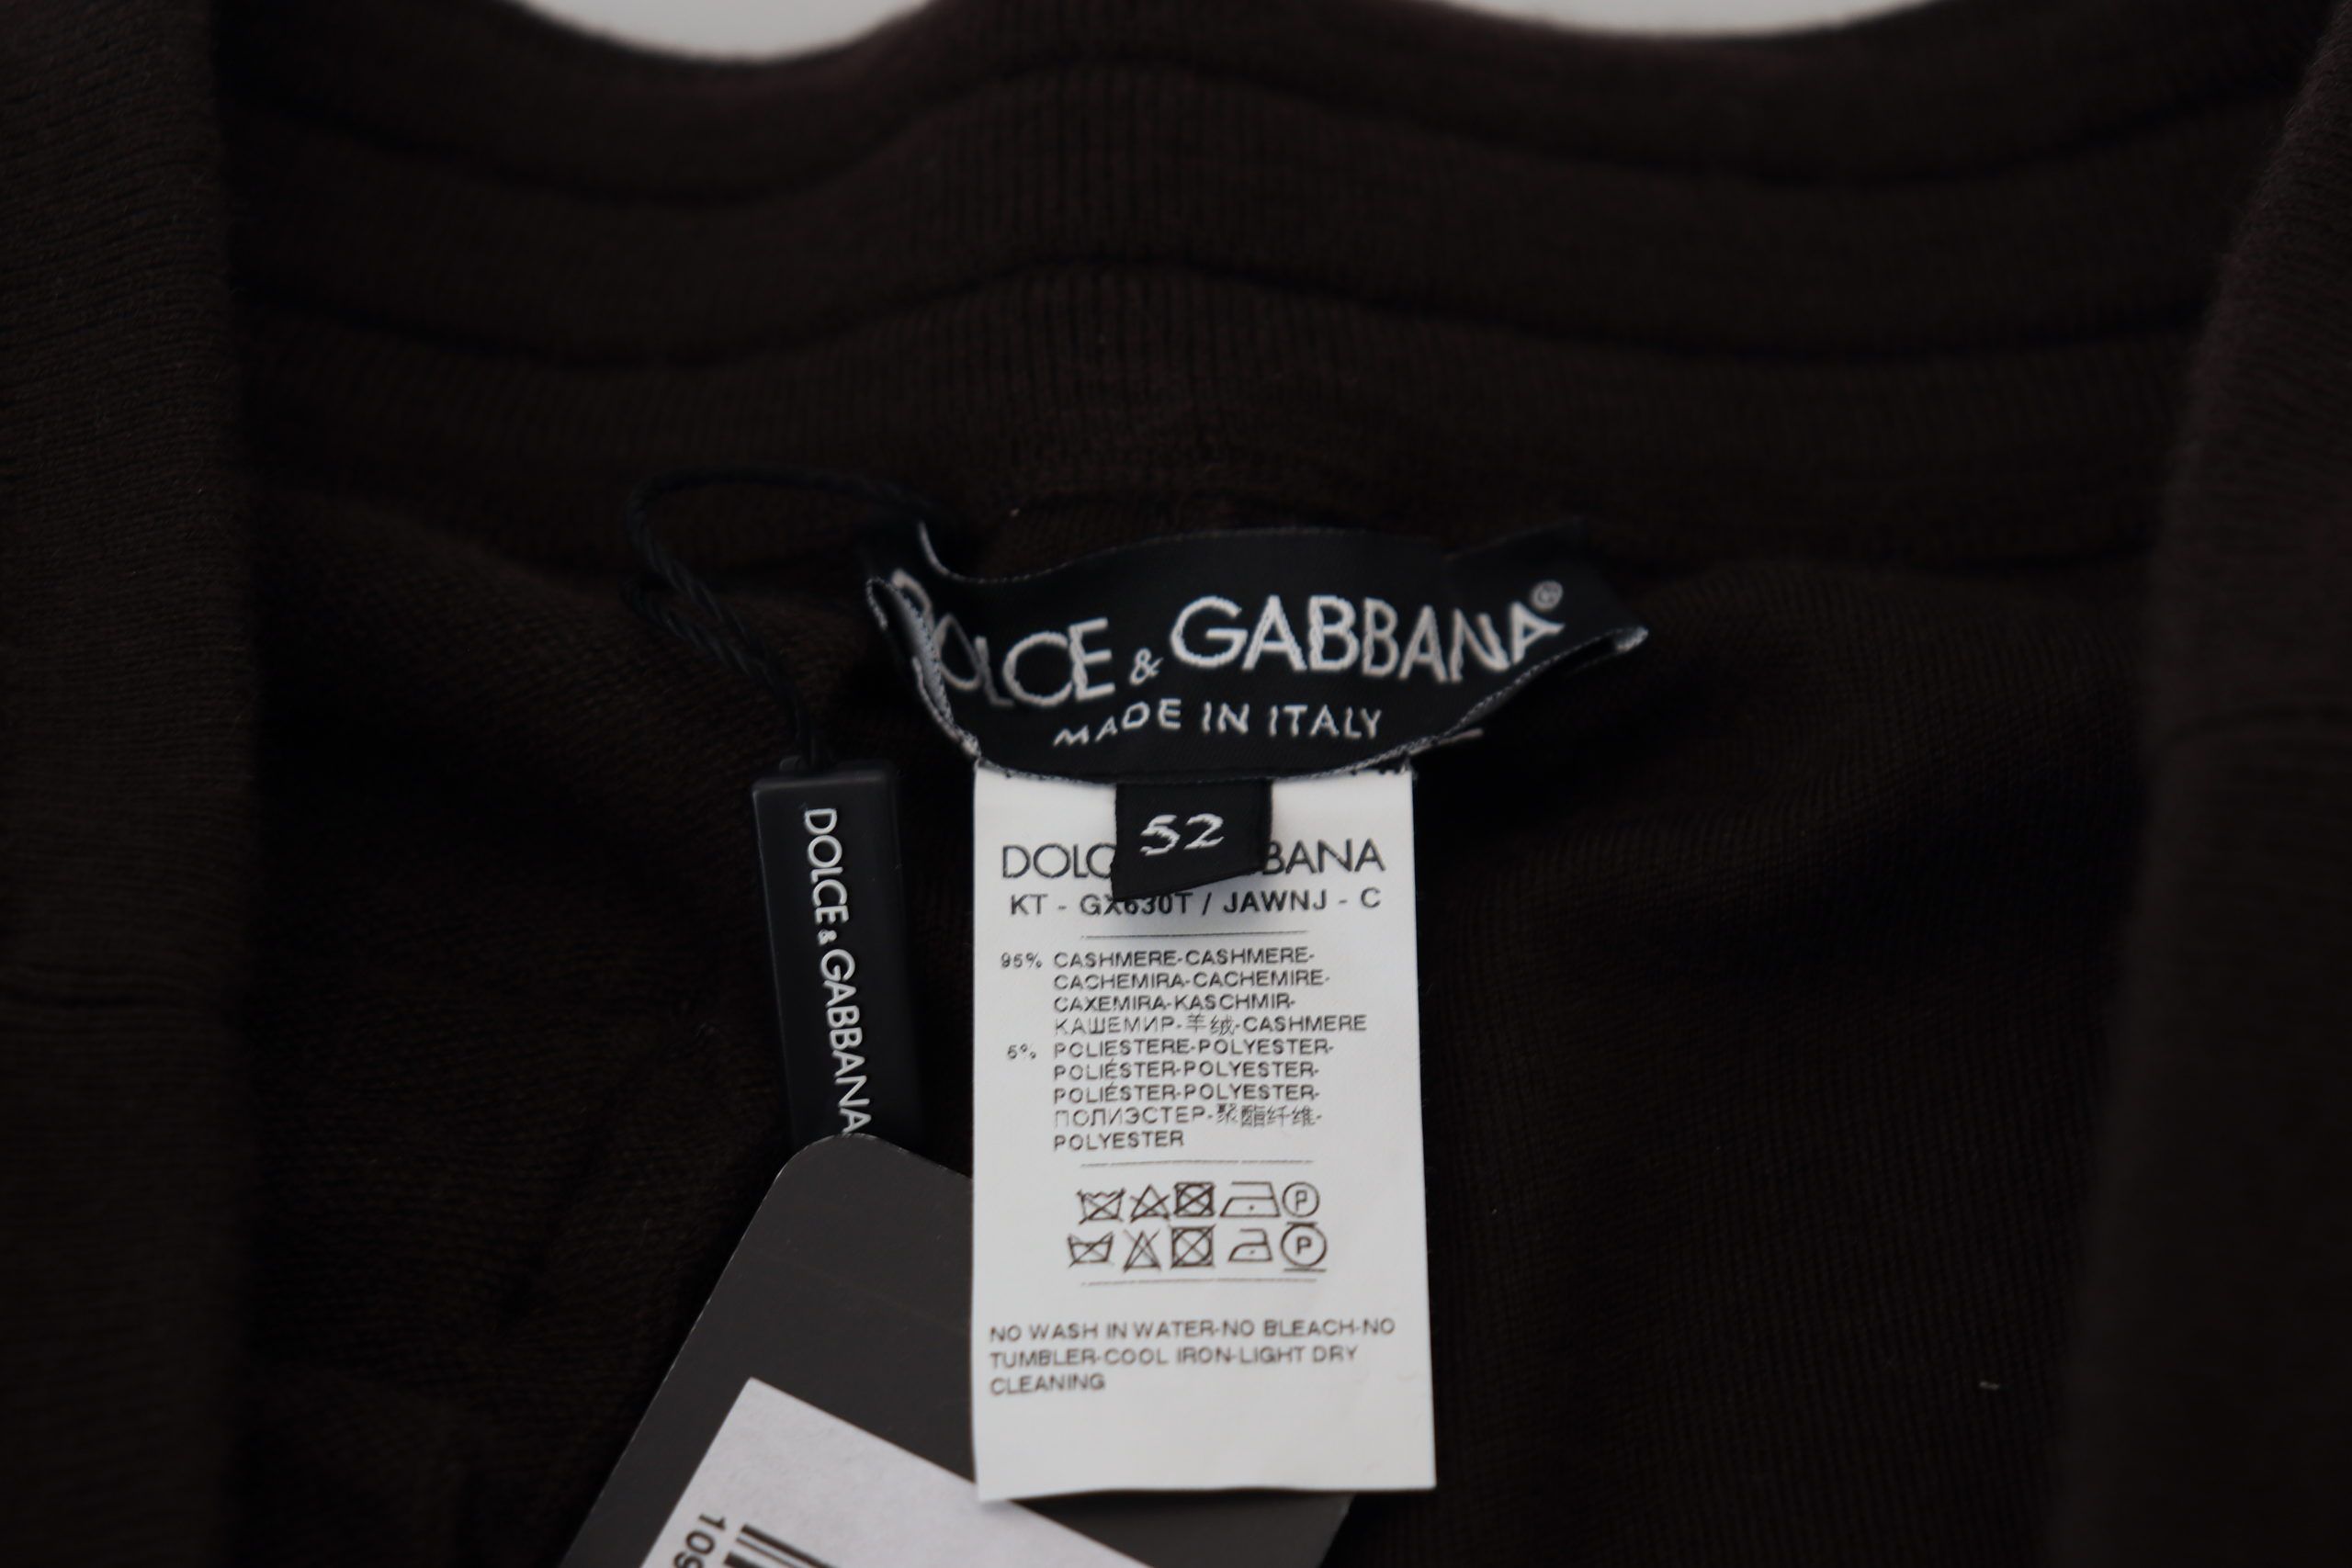 DOLCE & GABBANA®
MADE IN ITALY
52
DOLCE & GABBANA
DOLC BANA
KT - GX630T / JAWNJ - C
95% CASHMERE-CASHMERE-
CACHEMIRA-CACHEMIRE-
CAXEMIRA-KASCHMIR-
КАШЕМИР-羊绒-CASHMERE
5% POLIESTERE-POLYESTER-
POLIÉSTER-POLYESTER-
POLIÉSTER-POLYESTER-
ПОЛИЭСТЕР-聚酯纤维-
POLYESTER
P
P
NO WASH IN WATER-NO BLEACH-NO
TUMBLER-COOL IRON-LIGHT DRY
CLEANING
109